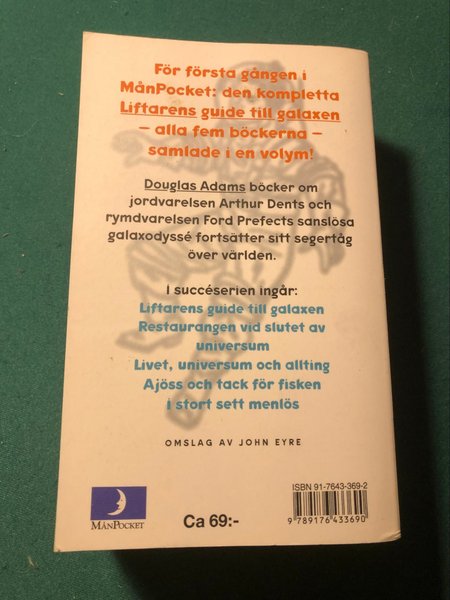 För första gången i
MånPocket: den kompletta
Liftarens guide till galaxen
– alla fem böckerna –
samlade i en volym!
Douglas Adams böcker om
jordvarelsen Arthur Dents och
rymdvarelsen Ford Prefects sanslösa
galaxodyssé fortsätter sitt segertåg
över världen.
I succéserien ingår:
Liftarens guide till galaxen
Restaurangen vid slutet av
universum
Livet, universum och allting
Ajöss och tack för fisken
i stort sett menlös
OMSLAG AV JOHN EYRE
MÅNPOCKET
Ca 69:-
ISBN 91-7643-369-2
9 789176 433690